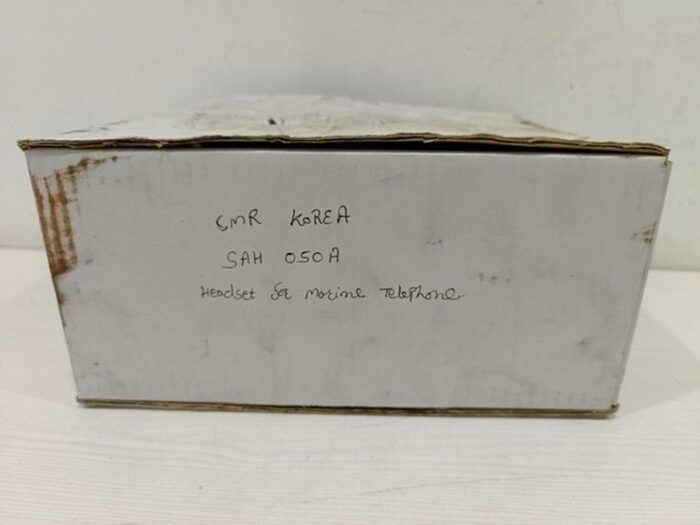 SMR KOREA
SAH 050A
Headset for Marine Telephone.